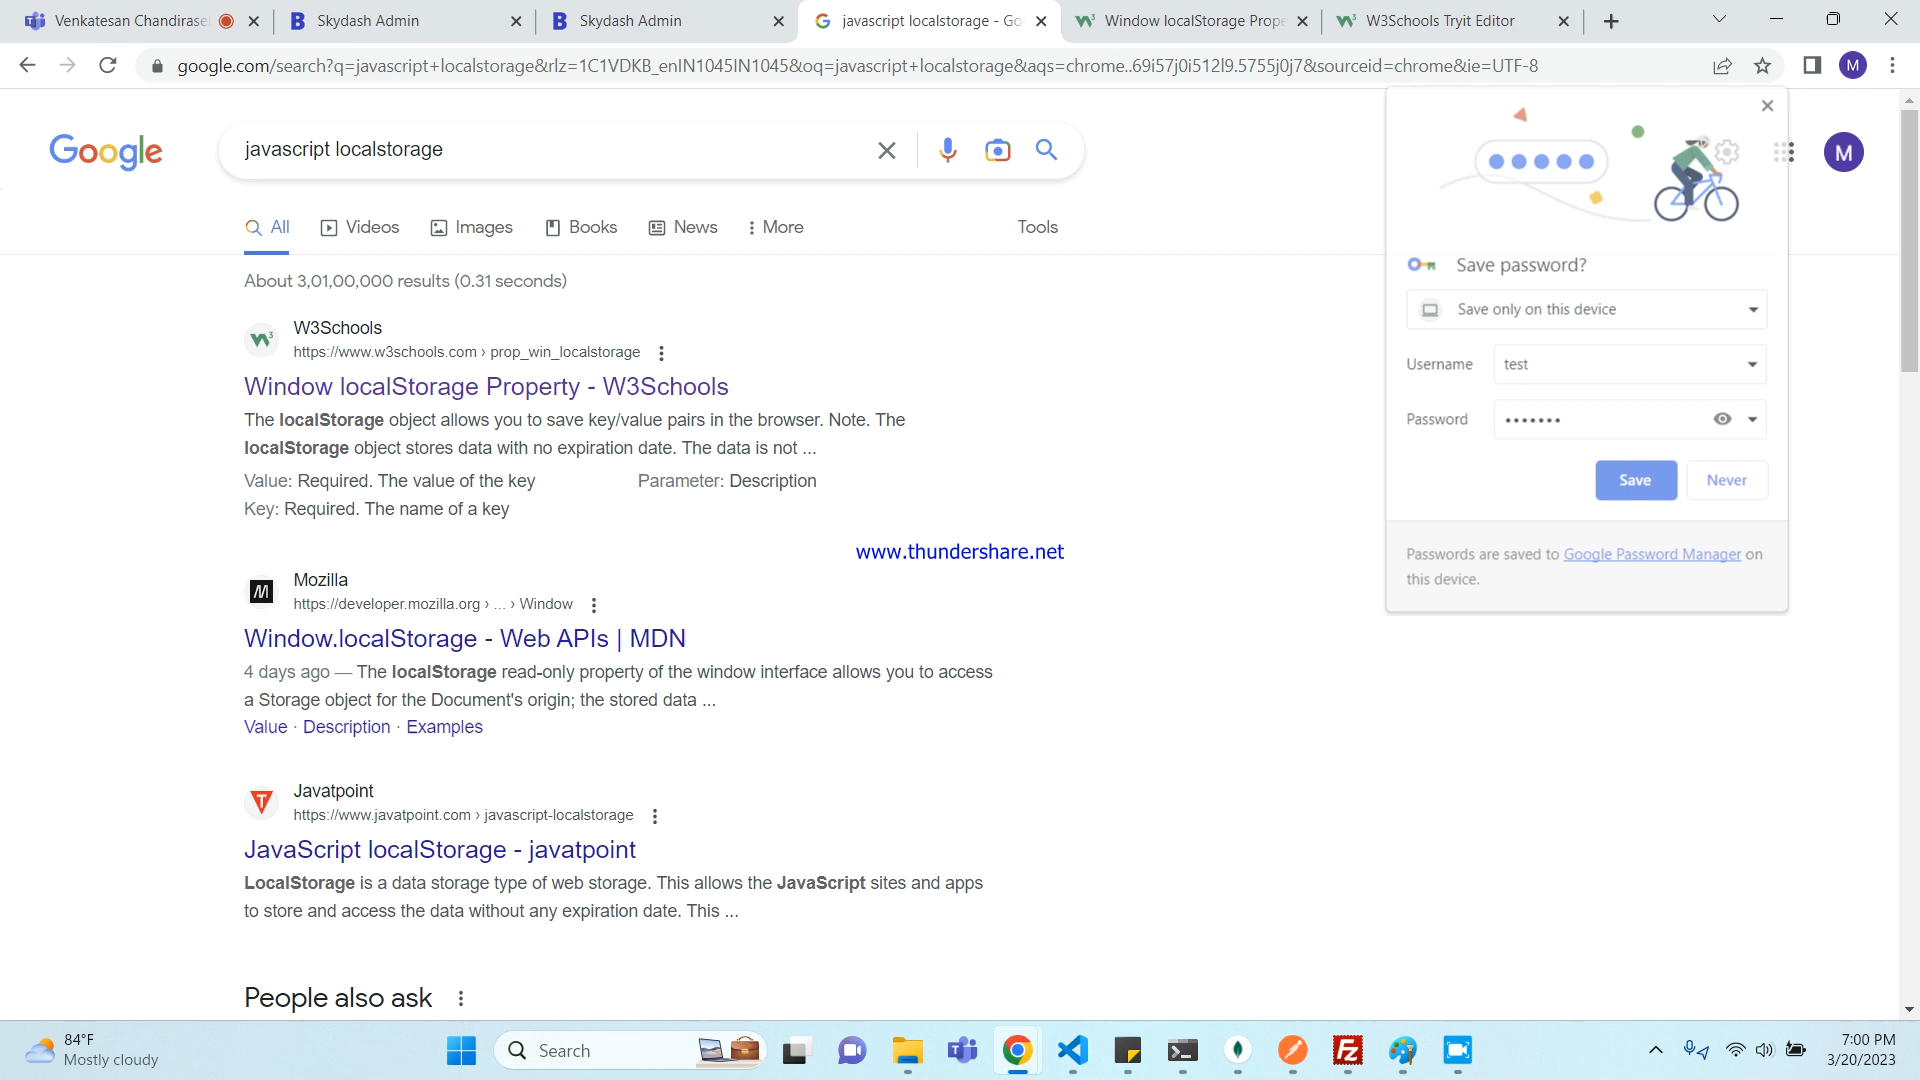 Venkatesan Chandirase
Skydash Admin
Skydash Admin
javascript localstorage - Go
Window localStorage Prope
W3Schools Tryit Editor
google.com/search?q=javascript+localstorage&rlz=1C1VDKB_enIN1045IN1045&oq=javascript+localstorage&aqs=chrome..69i57j0i512l9.5755j0j7&sourceid=chrome&ie=UTF-8
M
Google
javascript localstorage
M
All
Videos
Images
Books
News
More
Tools
About 3,01,00,000 results (0.31 seconds)
W3Schools
https://www.w3schools.com › prop_win_localstorage
Window localStorage Property - W3Schools
The localStorage object allows you to save key/value pairs in the browser. Note. The
localStorage object stores data with no expiration date. The data is not ...
Value: Required. The value of the key
Parameter: Description
Key: Required. The name of a key
www.thundershare.net
Mozilla
https://developer.mozilla.org › ... › Window
Window.localStorage - Web APIs | MDN
4 days ago — The localStorage read-only property of the window interface allows you to access
a Storage object for the Document's origin; the stored data ...
Value · Description · Examples
Javatpoint
https://www.javatpoint.com › javascript-localstorage
JavaScript localStorage - javatpoint
LocalStorage is a data storage type of web storage. This allows the JavaScript sites and apps
to store and access the data without any expiration date. This ...
People also ask
Save password?
Save only on this device
Username test
Password •••••••
Save
Never
Passwords are saved to Google Password Manager on
this device.
84°F
Mostly cloudy
Search
7:00 PM
3/20/2023